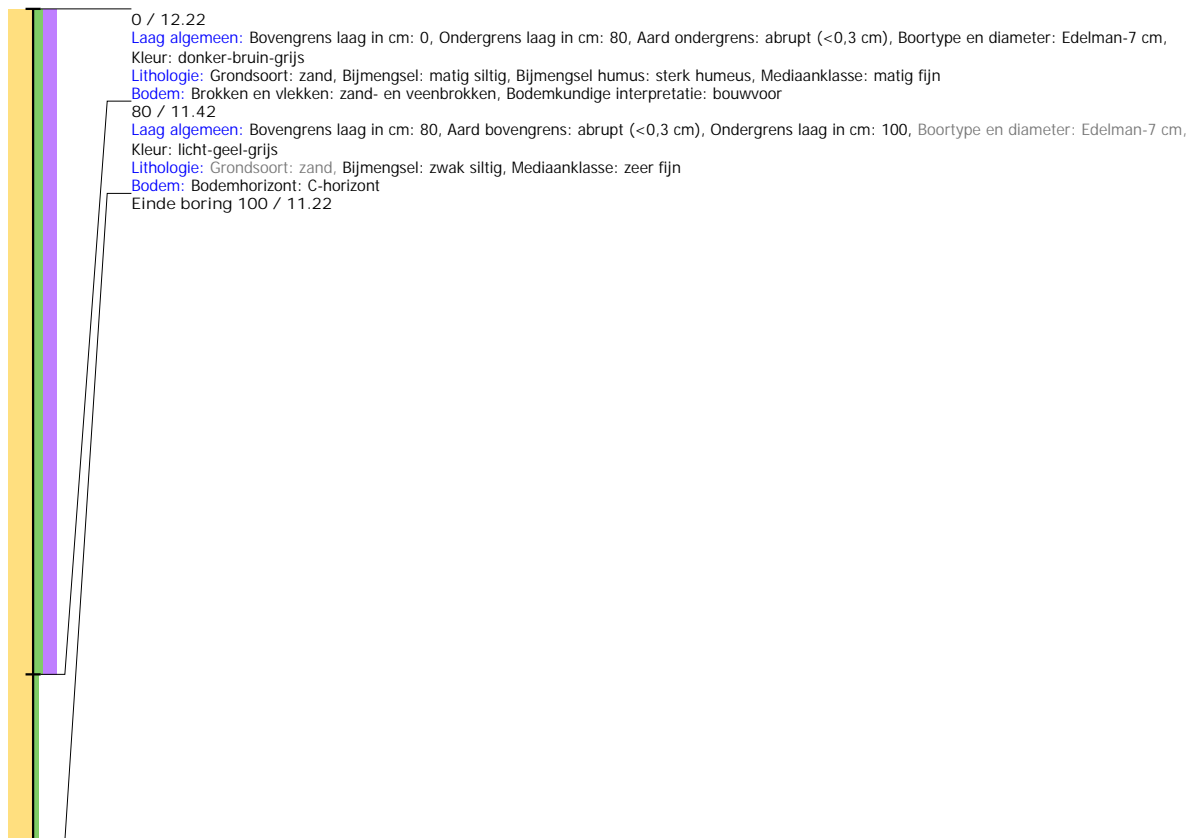 0 / 12.22
Laag algemeen: Bovengrens laag in cm: 0, Ondergrens laag in cm: 80, Aard ondergrens: abrupt (<0,3 cm), Boortype en diameter: Edelman-7 cm,
Kleur: donker-bruin-grijs
Lithologie: Grondsoort: zand, Bijmengsel: matig siltig, Bijmengsel humus: sterk humeus, Mediaanklasse: matig fijn
Bodem: Brokken en vlekken: zand- en veenbrokken, Bodemkundige interpretatie: bouwvoor
80 / 11.42
Laag algemeen: Bovengrens laag in cm: 80, Aard bovengrens: abrupt (<0,3 cm), Ondergrens laag in cm: 100, Boortype en diameter: Edelman-7 cm,
Kleur: licht-geel-grijs
Lithologie: Grondsoort: zand, Bijmengsel: zwak siltig, Mediaanklasse: zeer fijn
Bodem: Bodemhorizont: C-horizont
Einde boring 100 / 11.22